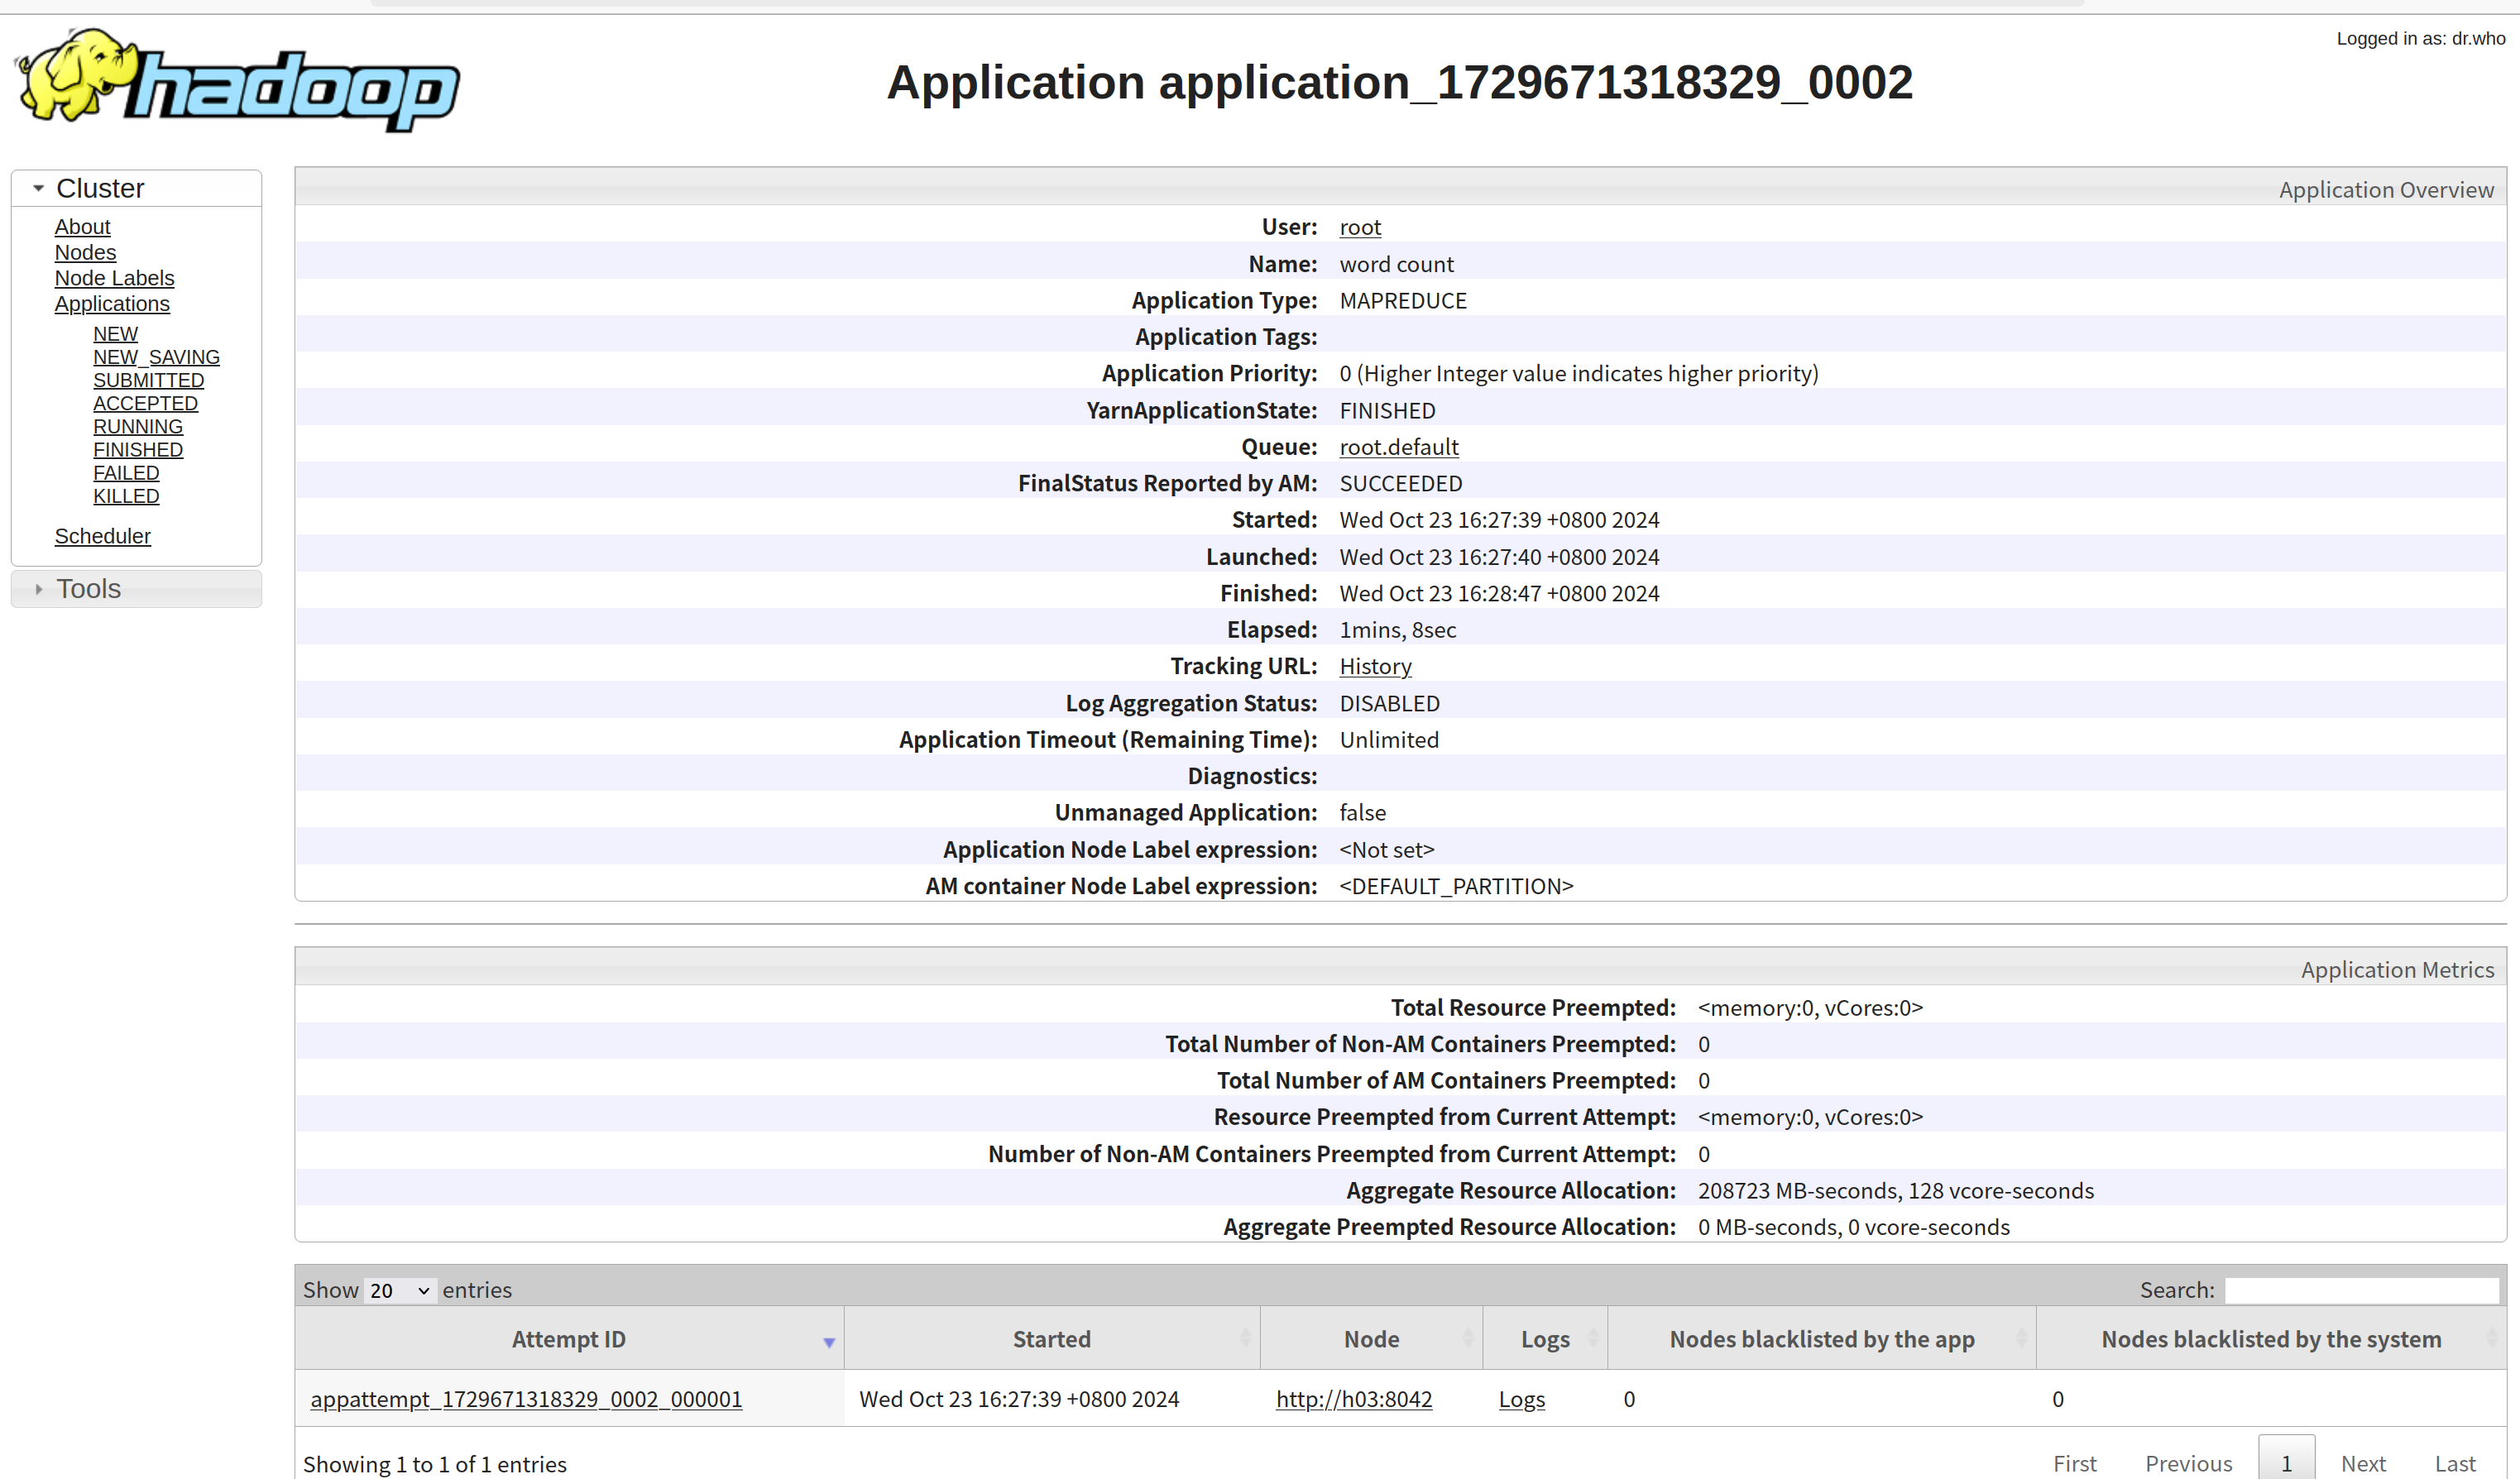 Logged in as: dr.who
hadoop
Application application_1729671318329_0002
Cluster
About
Nodes
Node Labels
Applications
NEW
NEW_SAVING
SUBMITTED
ACCEPTED
RUNNING
FINISHED
FAILED
KILLED
Scheduler
Tools
Application Overview
User: root
Name: word count
Application Type: MAPREDUCE
Application Tags:
Application Priority: 0 (Higher Integer value indicates higher priority)
YarnApplicationState: FINISHED
Queue: root.default
FinalStatus Reported by AM: SUCCEEDED
Started: Wed Oct 23 16:27:39 +0800 2024
Launched: Wed Oct 23 16:27:40 +0800 2024
Finished: Wed Oct 23 16:28:47 +0800 2024
Elapsed: 1mins, 8sec
Tracking URL: History
Log Aggregation Status: DISABLED
Application Timeout (Remaining Time): Unlimited
Diagnostics:
Unmanaged Application: false
Application Node Label expression: <Not set>
AM container Node Label expression: <DEFAULT_PARTITION>
Application Metrics
Total Resource Preempted: <memory:0, vCores:0>
Total Number of Non-AM Containers Preempted: 0
Total Number of AM Containers Preempted: 0
Resource Preempted from Current Attempt: <memory:0, vCores:0>
Number of Non-AM Containers Preempted from Current Attempt: 0
Aggregate Resource Allocation: 208723 MB-seconds, 128 vcore-seconds
Aggregate Preempted Resource Allocation: 0 MB-seconds, 0 vcore-seconds
Show 20 entries Search:
Attempt ID Started Node Logs Nodes blacklisted by the app Nodes blacklisted by the system
appattempt_1729671318329_0002_000001 Wed Oct 23 16:27:39 +0800 2024 http://h03:8042 Logs 0 0
Showing 1 to 1 of 1 entries First Previous 1 Next Last